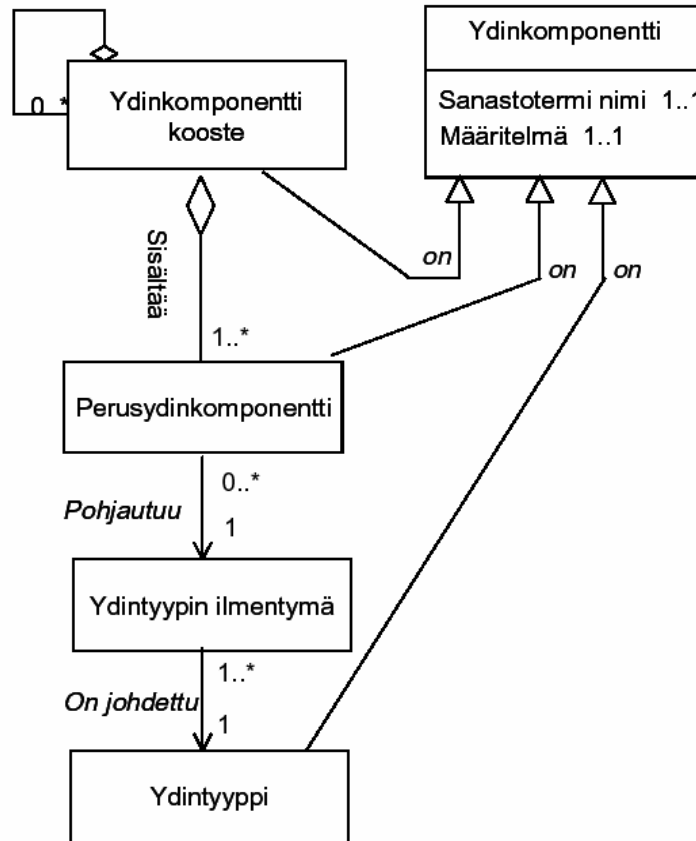 Ydinkomponentti
Sanastotermi nimi 1..1
Määritelmä 1..1
0..*
Ydinkomponentti
kooste
Sisältää
on
on
on
1..*
Perusydinkomponentti
0..*
Pohjautuu
1
Ydintyypin ilmentymä
1..*
On johdettu
1
Ydintyyppi